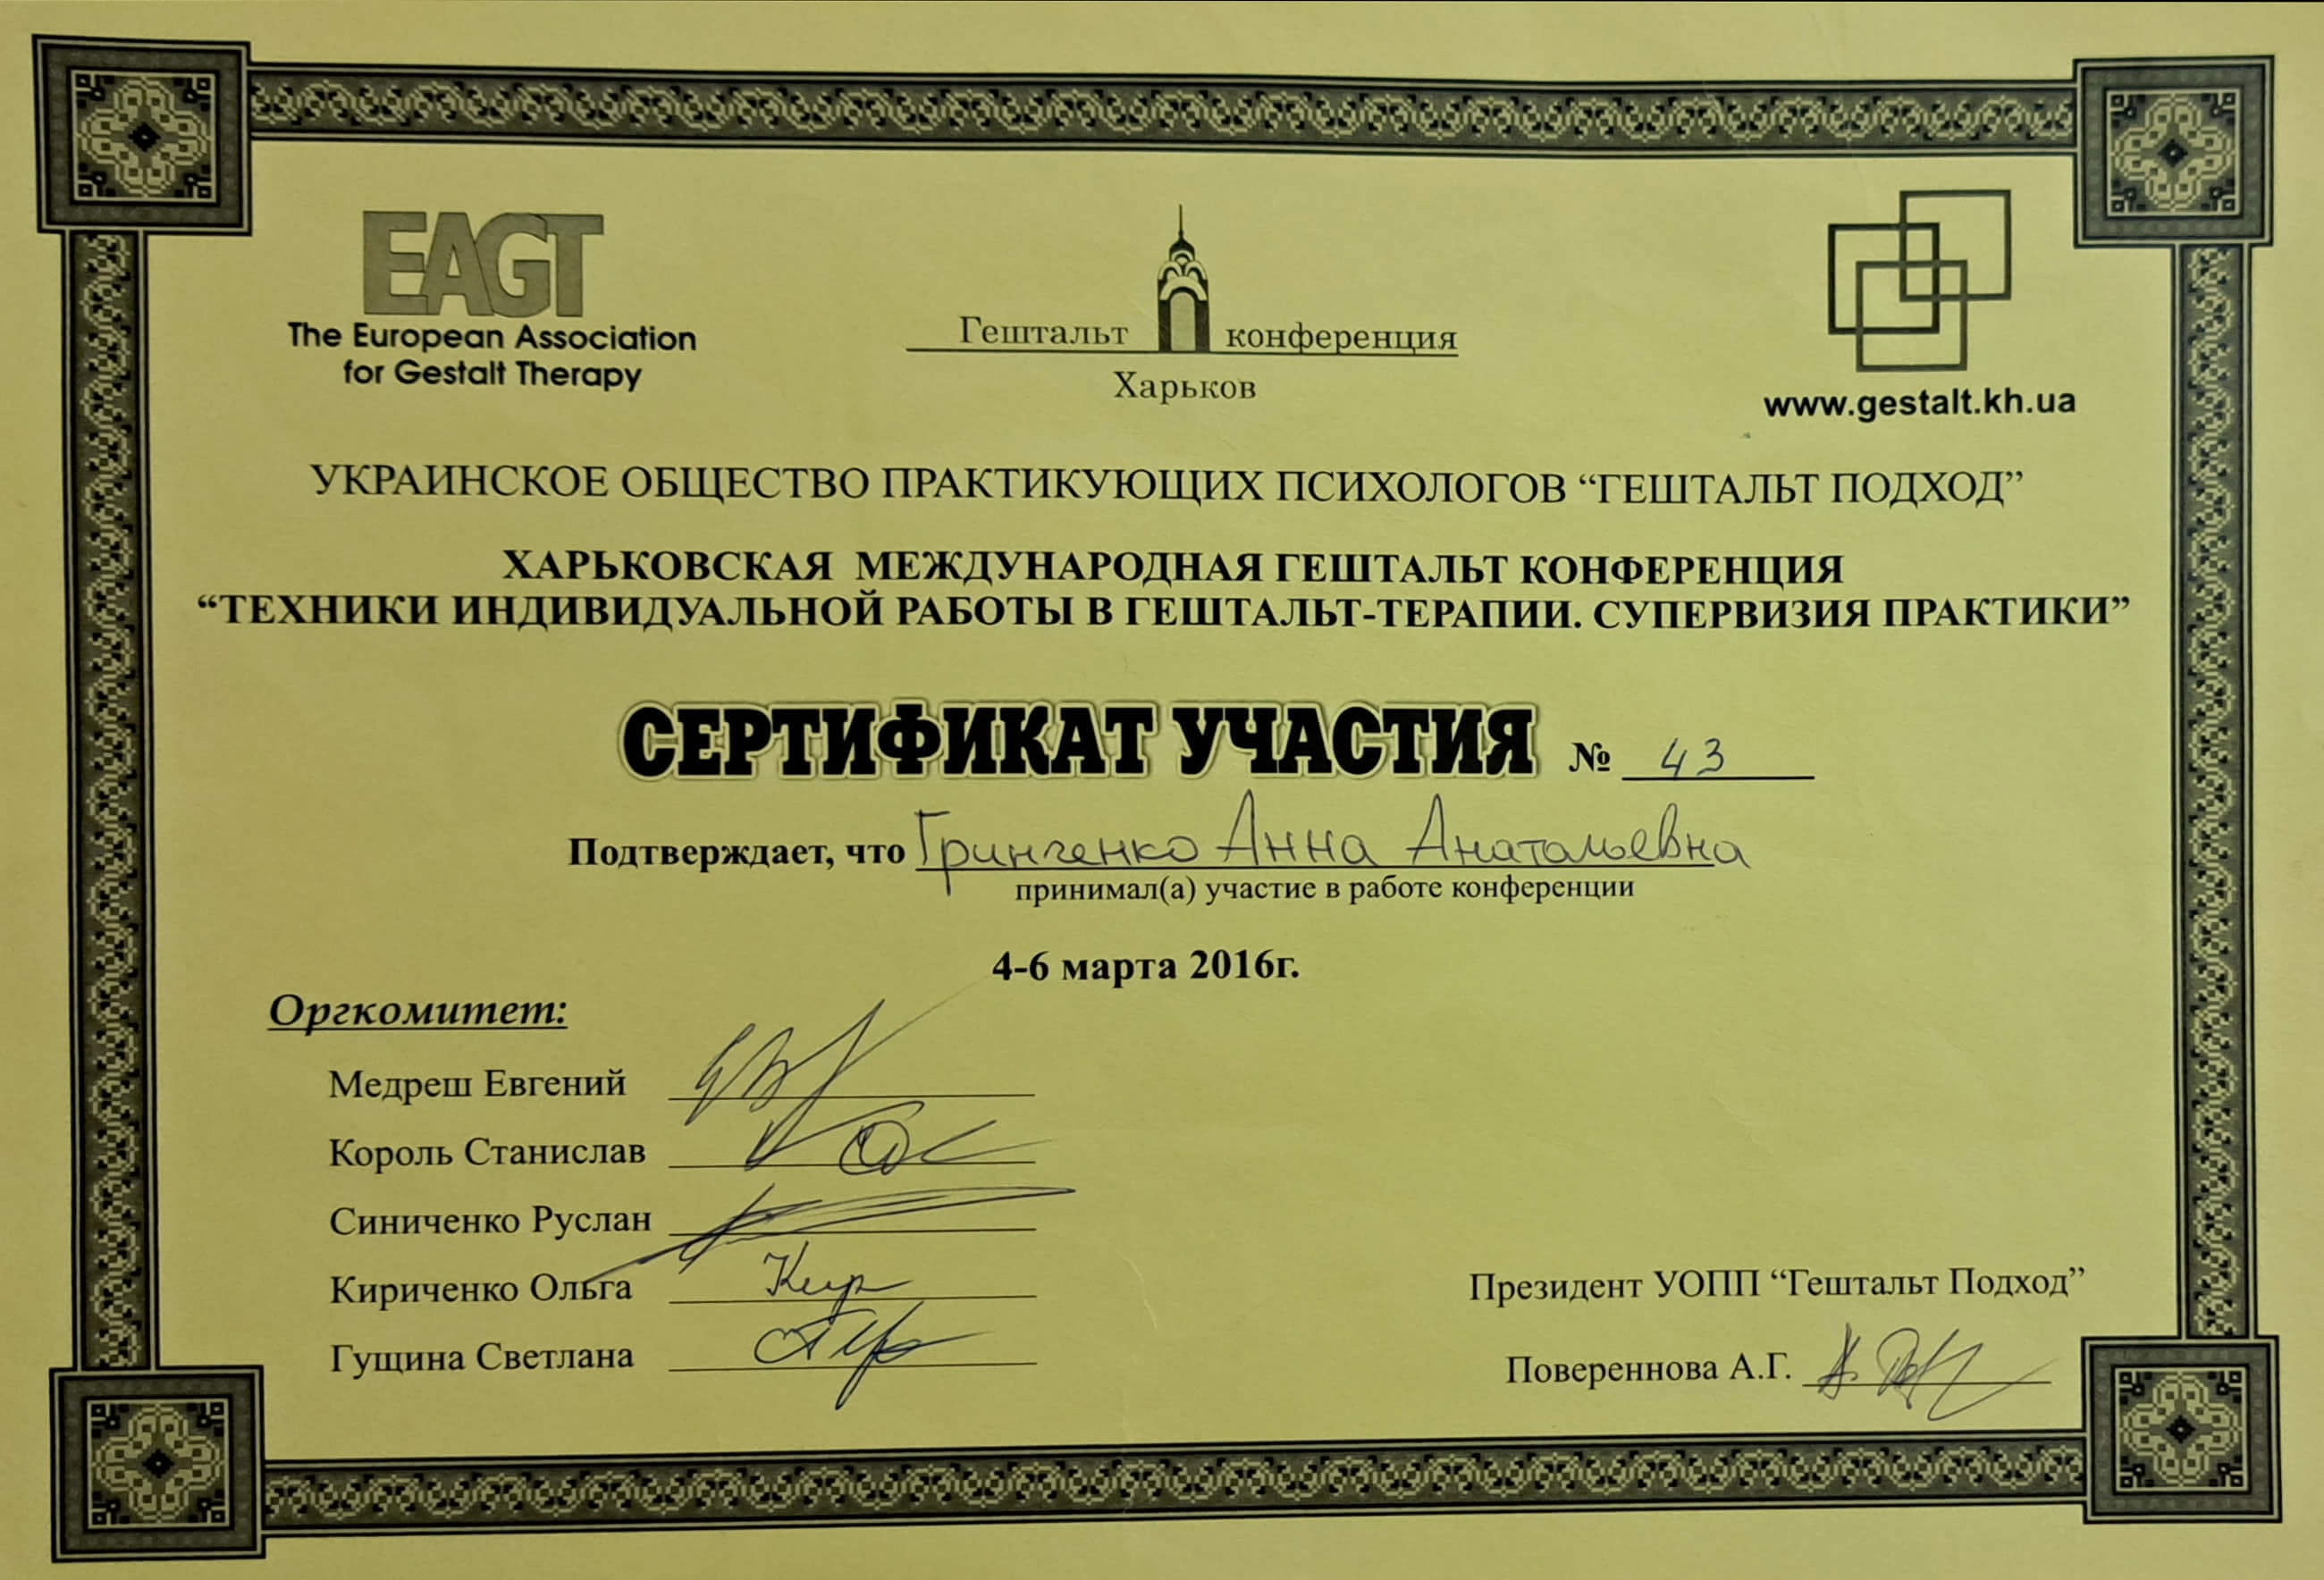 EAGT
The European Association
for Gestalt Therapy
Гештальт конференция
Харьков
www.gestalt.kh.ua
УКРАИНСКОЕ ОБЩЕСТВО ПРАКТИКУЮЩИХ ПСИХОЛОГОВ “ГЕШТАЛЬТ ПОДХОД”
ХАРЬКОВСКАЯ МЕЖДУНАРОДНАЯ ГЕШТАЛЬТ КОНФЕРЕНЦИЯ
“ТЕХНИКИ ИНДИВИДУАЛЬНОЙ РАБОТЫ В ГЕШТАЛЬТ-ТЕРАПИИ. СУПЕРВИЗИЯ ПРАКТИКИ”
СЕРТИФИКАТ УЧАСТИЯ № 43
Подтверждает, что Гринченко Анна Анатольевна
принимал(а) участие в работе конференции
4-6 марта 2016г.
Оргкомитет:
Медреш Евгений
Король Станислав
Синиченко Руслан
Кириченко Ольга
Гущина Светлана
Президент УОПП “Гештальт Подход”
Повереннова А.Г.